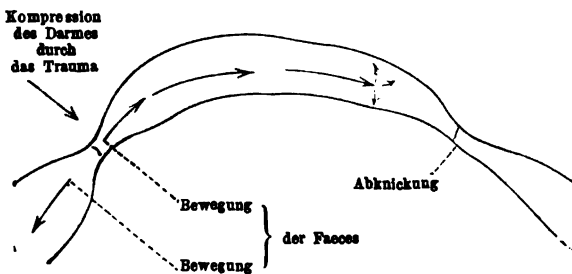 Kompression
des Darmes
durch
das Trauma
Abknickung
Bewegung
der Faeces
Bewegung